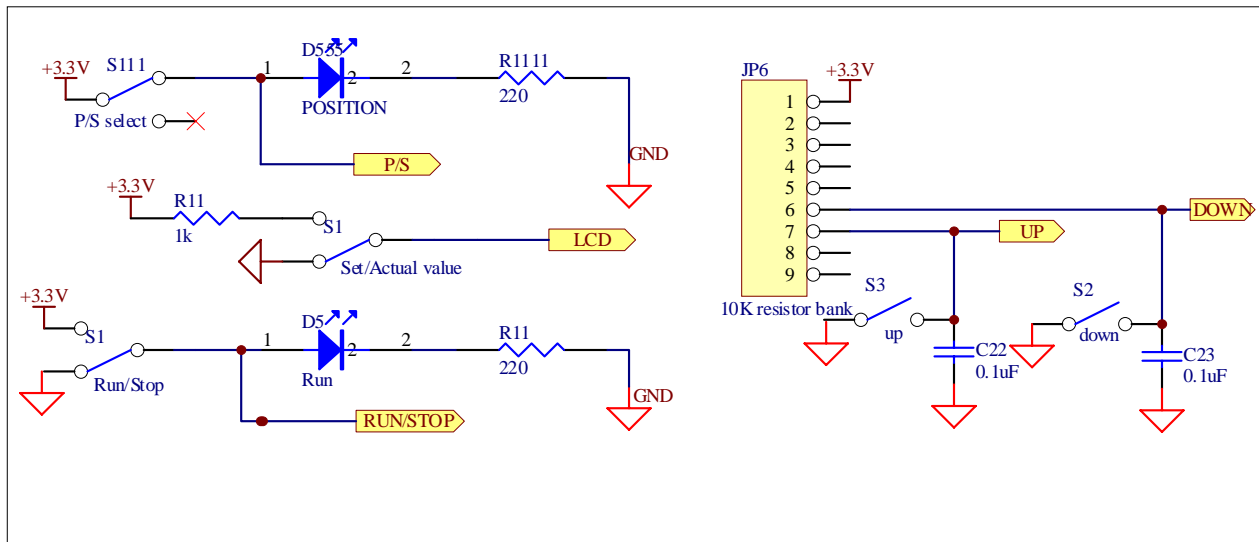 +3.3V
S111
P/S select
1
D555
2
2
POSITION
R1111
220
GND
P/S
+3.3V
R11
1k
S1
LCD
Set/Actual value
+3.3V
S1
Run/Stop
1
D5
2
2
Run
R11
220
GND
RUN/STOP
JP6
+3.3V
1
2
3
4
5
6
7
8
9
10K resistor bank
DOWN
UP
S3
up
C22
0.1uF
S2
down
C23
0.1uF